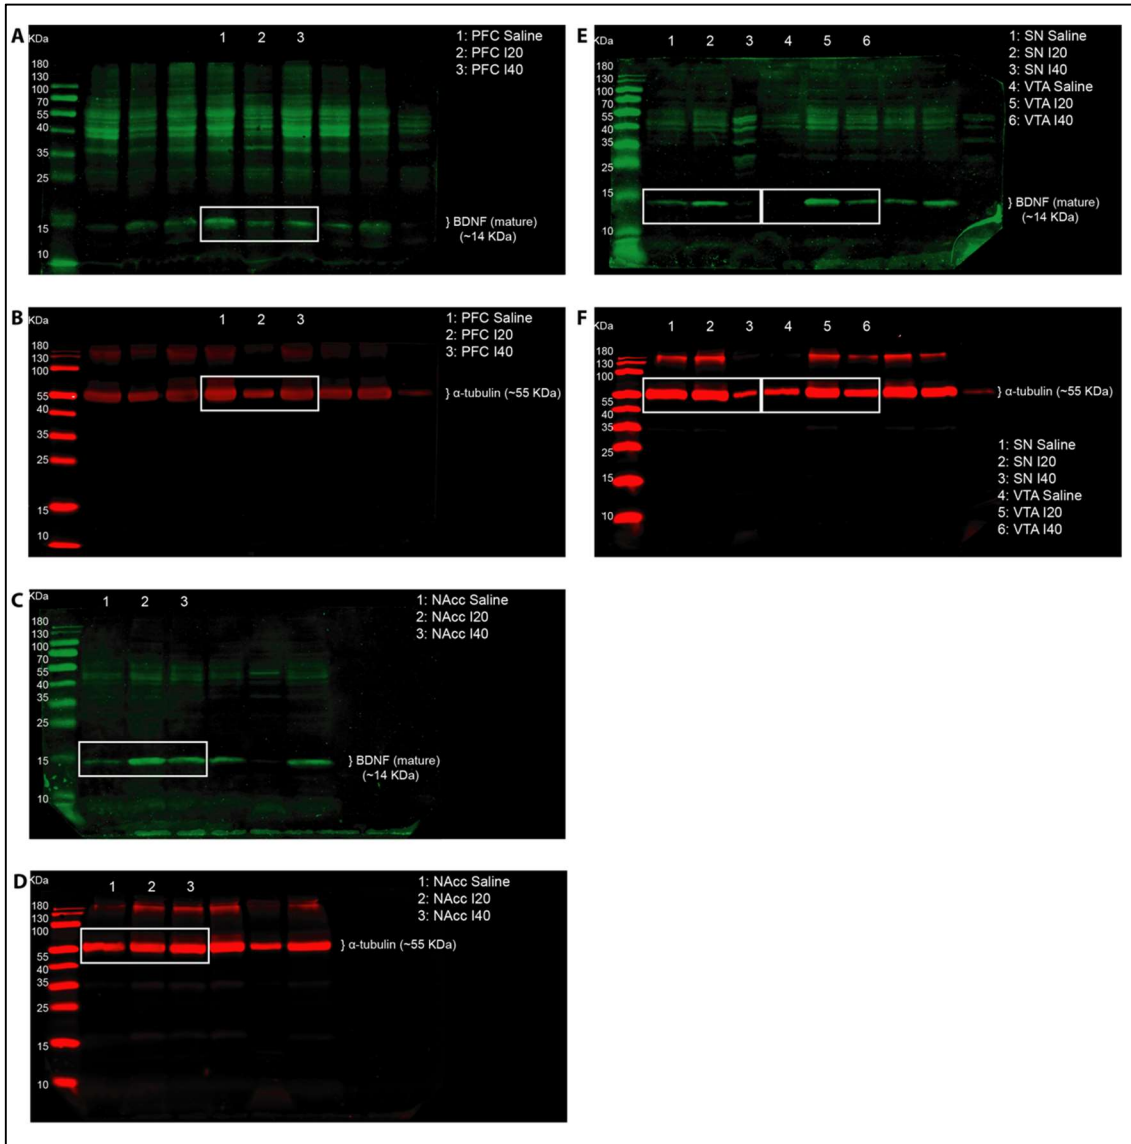 A
KDa
1 2 3
1: PFC Saline
2: PFC I20
3: PFC I40
180
130
100
70
55
40
35
25
15
10
} BDNF (mature)
(~14 KDa)
B
KDa
1 2 3
1: PFC Saline
2: PFC I20
3: PFC I40
180
130
100
55
40
35
25
15
10
} α-tubulin (~55 KDa)
C
KDa
1 2 3
1: NAcc Saline
2: NAcc I20
3: NAcc I40
180
130
100
70
55
40
35
25
15
10
} BDNF (mature)
(~14 KDa)
D
KDa
1 2 3
1: NAcc Saline
2: NAcc I20
3: NAcc I40
180
130
100
55
40
35
25
15
10
} α-tubulin (~55 KDa)
E
KDa
1 2 3 4 5 6
1: SN Saline
2: SN I20
3: SN I40
4: VTA Saline
5: VTA I20
6: VTA I40
180
130
100
70
55
40
35
25
15
10
} BDNF (mature)
(~14 KDa)
F
KDa
1 2 3 4 5 6
180
130
100
55
40
35
25
15
10
} α-tubulin (~55 KDa)
1: SN Saline
2: SN I20
3: SN I40
4: VTA Saline
5: VTA I20
6: VTA I40